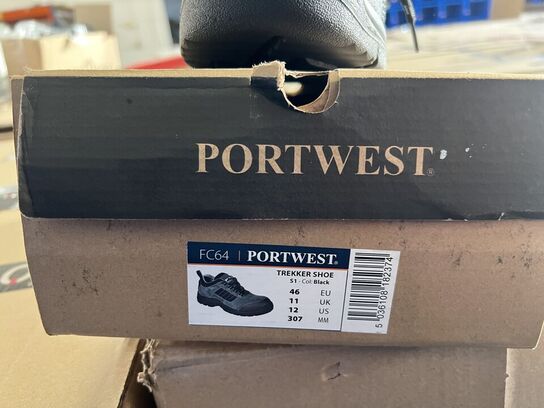 PORTWEST®
FC64 | PORTWEST®
TREKKER SHOE
S1 - Col: Black
46 EU
11 UK
12 US
307 MM
5 036108 182374